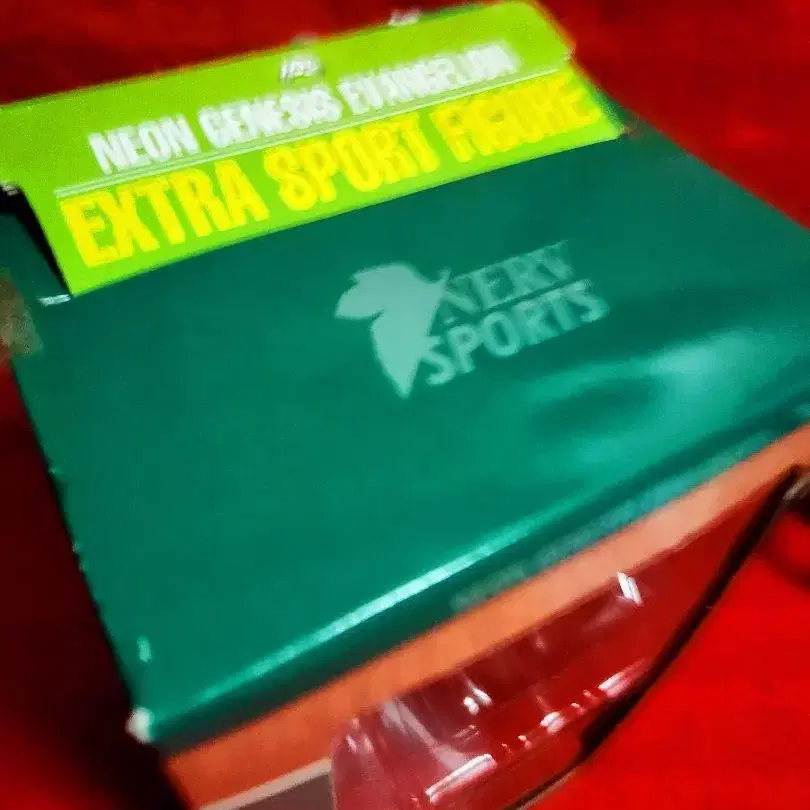 NEON GENESIS EVANGELION
EXTRA SPORT FIGURE
NERV
SPORTS